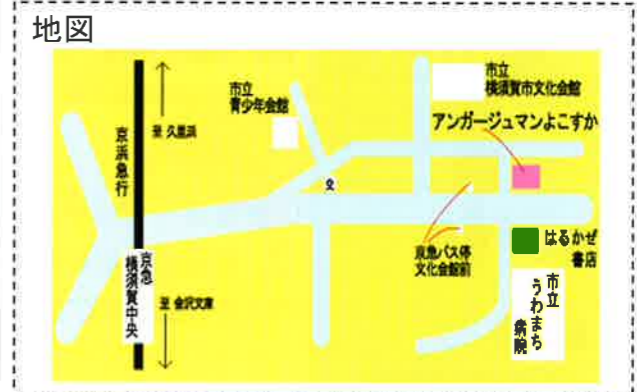 地図
市立
横須賀市文化会館
市立
青少年会館
アンガージュマンよこすか
至 久里浜
京浜急行
交
京急
横須賀中央
京急バス停
文化会館前
はるかぜ
書店
至 金沢文庫
市立
うわまち
病院